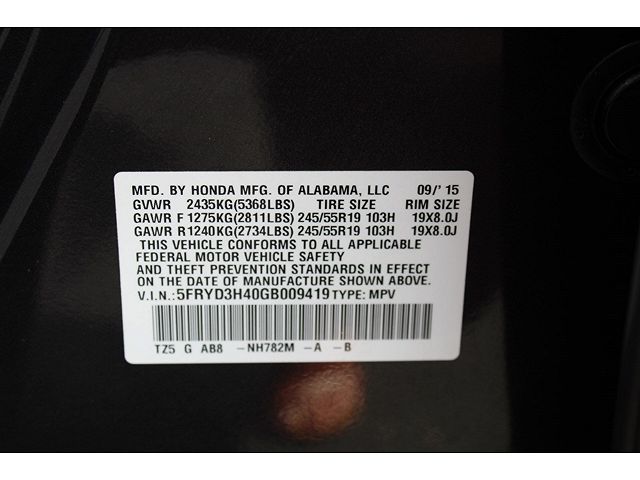 MFD. BY HONDA MFG. OF ALABAMA, LLC 09/'15
GVWR 2435KG(5368LBS) TIRE SIZE RIM SIZE
GAWR F 1275KG(2811LBS) 245/55R19 103H 19X8.0J
GAWR R 1240KG(2734LBS) 245/55R19 103H 19X8.0J
THIS VEHICLE CONFORMS TO ALL APPLICABLE
FEDERAL MOTOR VEHICLE SAFETY
AND THEFT PREVENTION STANDARDS IN EFFECT
ON THE DATE OF MANUFACTURE SHOWN ABOVE.
V.I.N.:5FRYD3H40GB009419 TYPE: MPV
TZ5 G AB8 -NH782M -A -B